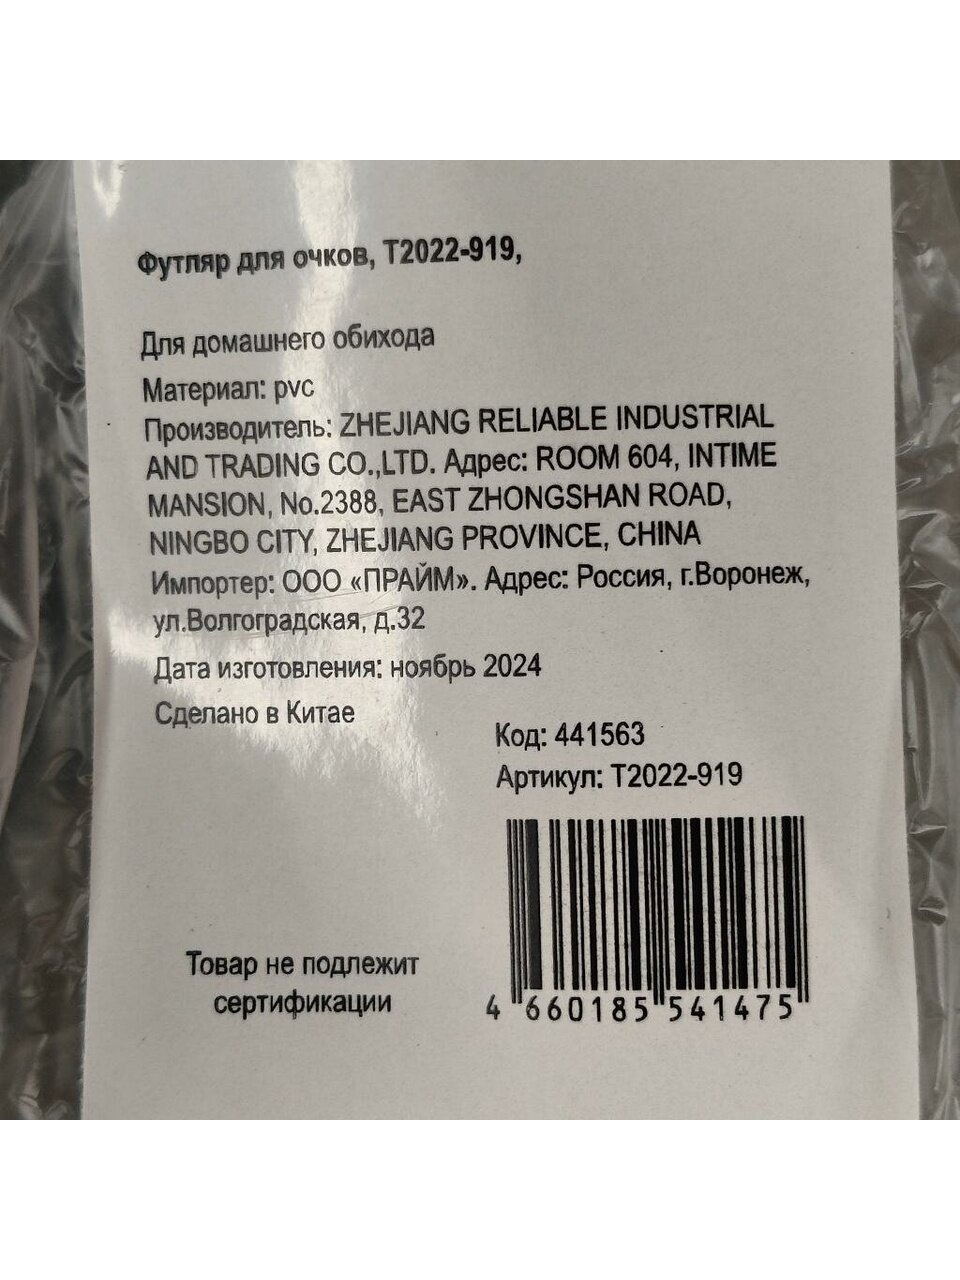 Футляр для очков, Т2022-919,
Для домашнего обихода
Материал: pvc
Производитель: ZHEJIANG RELIABLE INDUSTRIAL
AND TRADING CO.,LTD. Адрес: ROOM 604, INTIME
MANSION, No.2388, EAST ZHONGSHAN ROAD,
NINGBO CITY, ZHEJIANG PROVINCE, CHINA
Импортер: ООО «ПРАЙМ». Адрес: Россия, г.Воронеж,
ул.Волгоградская, д.32
Дата изготовления: ноябрь 2024
Сделано в Китае
Код: 441563
Артикул: Т2022-919
Товар не подлежит
сертификации
4 660185 541475